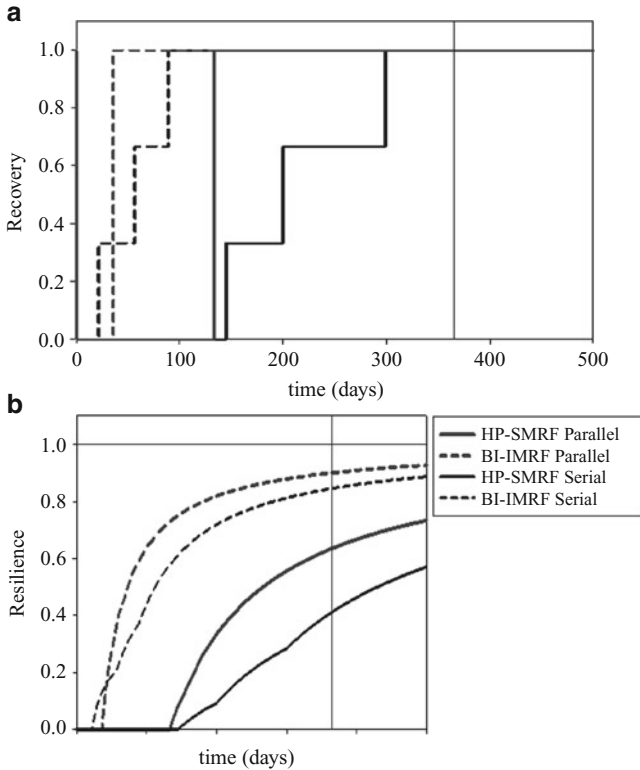 a
1.0
0.8
0.6
0.4
0.2
0.0
Recovery
0
100
200
300
400
500
time (days)
b
1.0
0.8
0.6
0.4
0.2
0.0
Resilience
time (days)
HP-SMRF Parallel
BI-IMRF Parallel
HP-SMRF Serial
BI-IMRF Serial